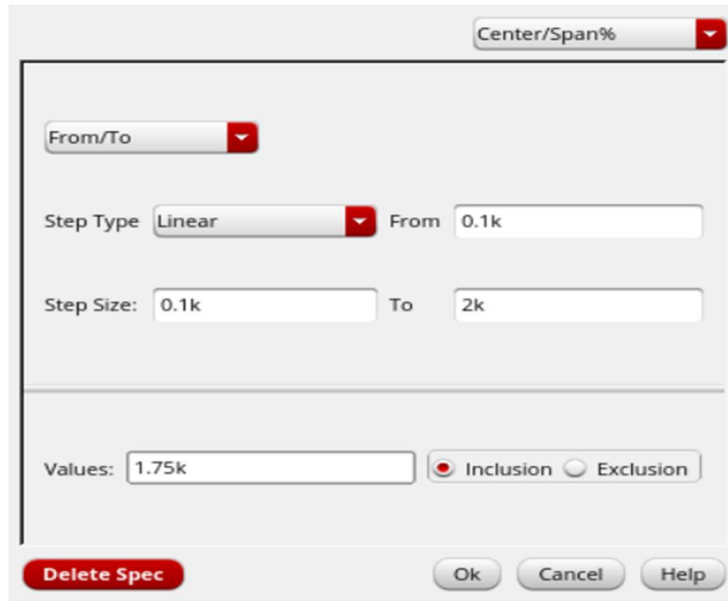 Center/Span%
From/To
Step Type Linear From 0.1k
Step Size: 0.1k To 2k
Values: 1.75k Inclusion Exclusion
Delete Spec Ok Cancel Help